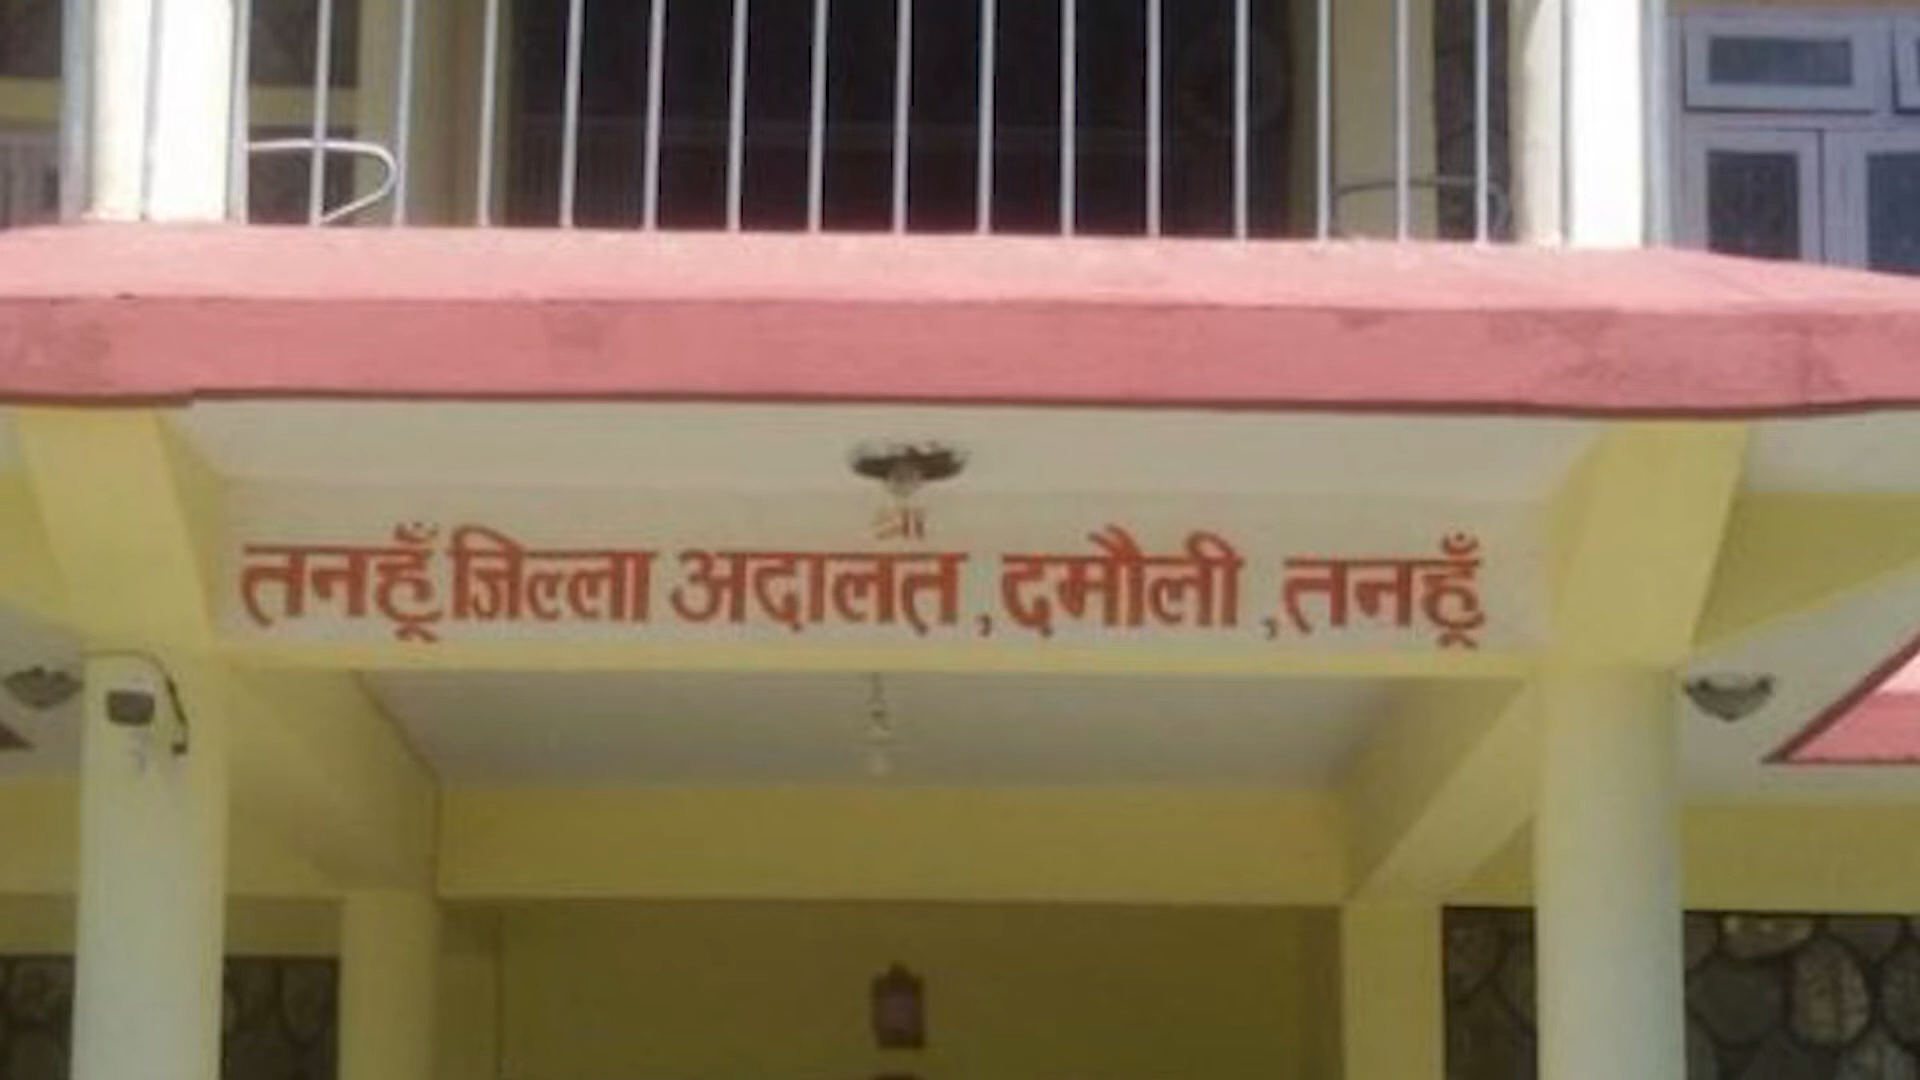 श्री
तनहूँ जिल्ला अदालत, दमौली, तनहूँ